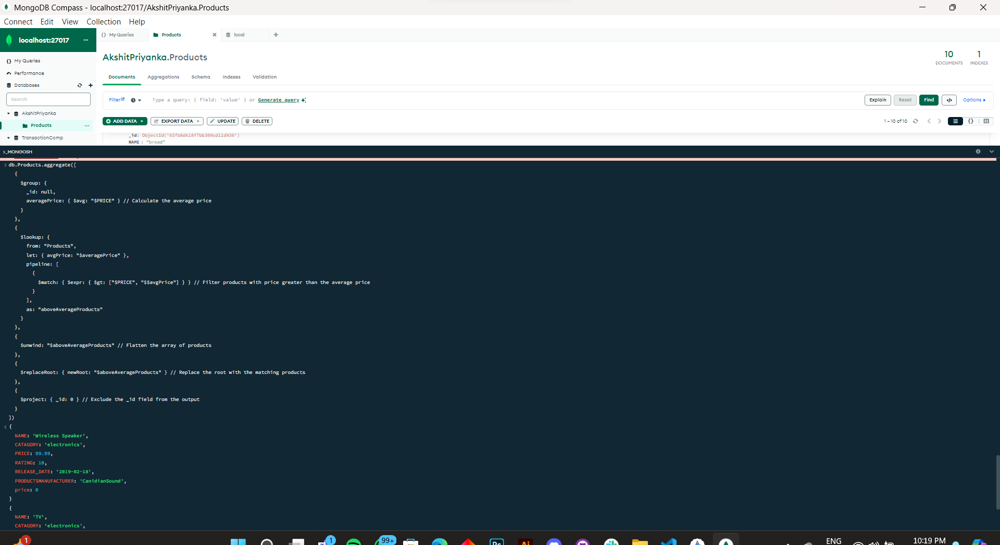 MongoDB Compass - localhost:27017/AkshitPriyanka.Products
Connect Edit View Collection Help
localhost:27017 ...
{} My Queries
Products
local
{} My Queries
Performance
Databases
Search
AkshitPriyanka
Products ...
TransactionComp
AkshitPriyanka.Products
10 DOCUMENTS
1 INDEXES
Documents Aggregations Schema Indexes Validation
Filter Type a query: { field: 'value' } or Generate query Explain Reset Find </> Options
ADD DATA EXPORT DATA UPDATE DELETE 1 – 10 of 10 {}
_id: ObjectId('65fb8d618f7bb309cd11d930')
NAME : "bread"
>_MONGOSH
> db.Products.aggregate([
{
$group: {
_id: null,
averagePrice: { $avg: "$PRICE" } // Calculate the average price
}
},
{
$lookup: {
from: "Products",
let: { avgPrice: "$averagePrice" },
pipeline: [
{
$match: { $expr: { $gt: ["$PRICE", "$$avgPrice"] } } // Filter products with price greater than the average price
}
],
as: "aboveAverageProducts"
}
},
{
$unwind: "$aboveAverageProducts" // Flatten the array of products
},
{
$replaceRoot: { newRoot: "$aboveAverageProducts" } // Replace the root with the matching products
},
{
$project: { _id: 0 } // Exclude the _id field from the output
}
])
< {
NAME: 'Wireless Speaker',
CATAGORY: 'electronics',
PRICE: 99.99,
RATING: 10,
RELEASE_DATE: '2019-02-18',
PRODUCTSMANUFACTURER: 'CanidianSound',
price: 0
}
{
NAME: 'TV',
CATAGORY: 'electronics',
1
1
99+
Ps
Ai
ENG
10:19 PM